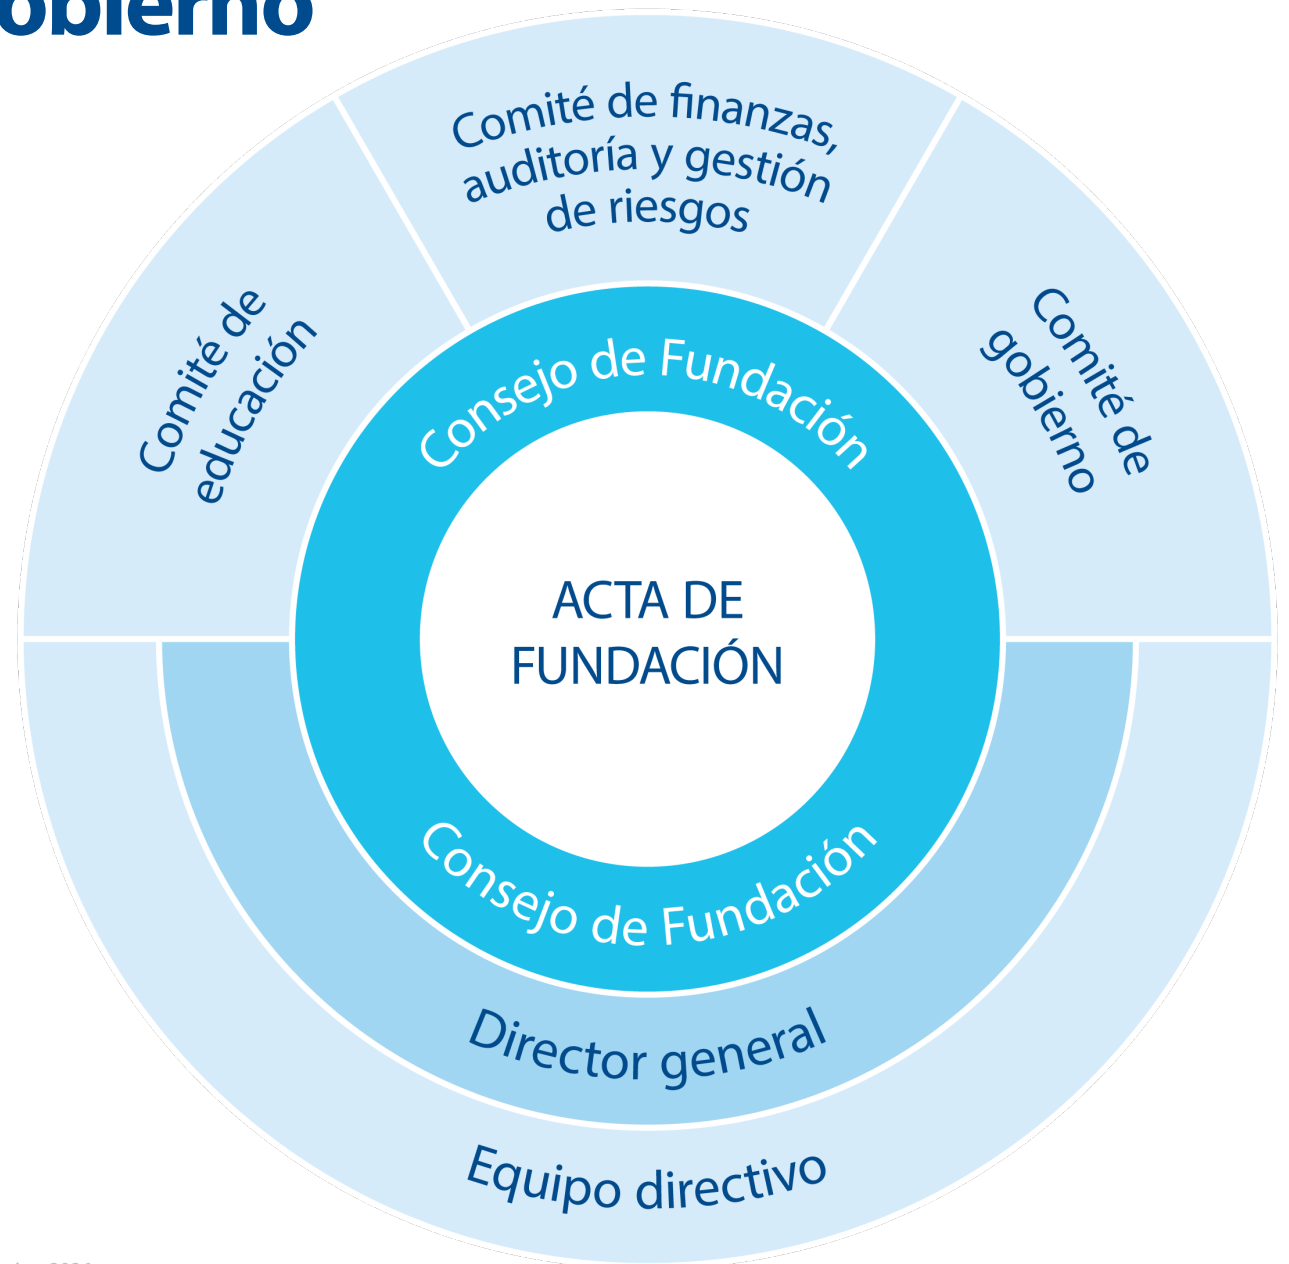 Comité de finanzas,
auditoría y gestión
de riesgos
Comité de
educación
Comité de
gobierno
Consejo de Fundación
ACTA DE
FUNDACIÓN
Consejo de Fundación
Director general
Equipo directivo